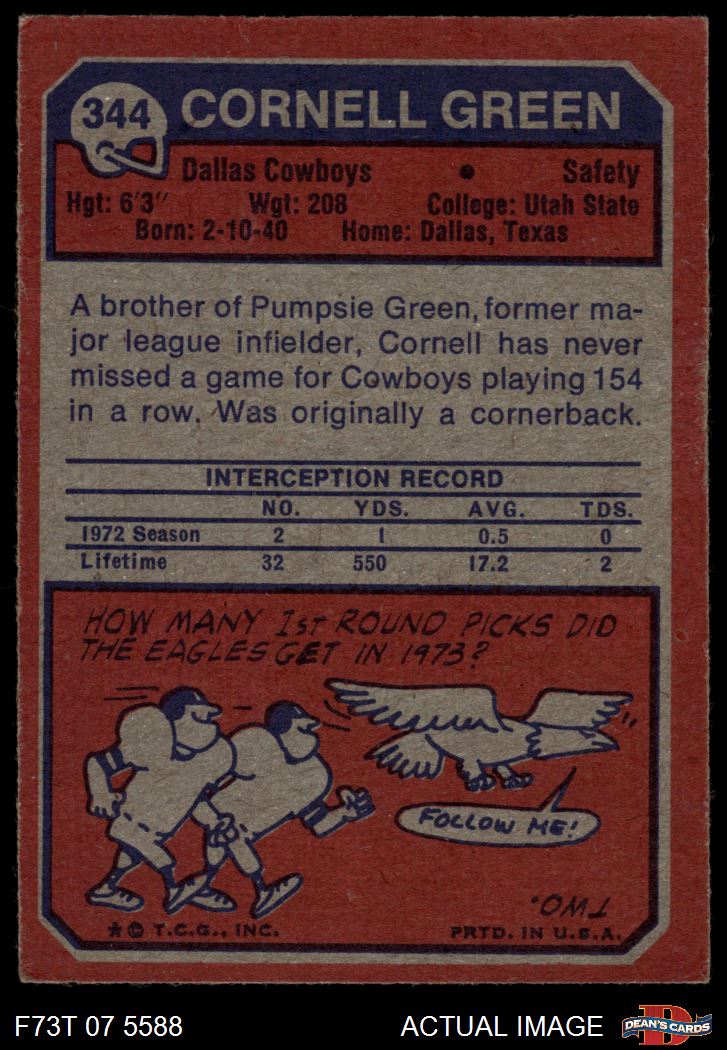 344 CORNELL GREEN
Dallas Cowboys • Safety
Hgt: 6'3" Wgt: 208 College: Utah State
Born: 2-10-40 Home: Dallas, Texas
A brother of Pumpsie Green, former ma-
jor league infielder, Cornell has never
missed a game for Cowboys playing 154
in a row. Was originally a cornerback.
INTERCEPTION RECORD
NO. YDS. AVG. TDS.
1972 Season 2 1 0.5 0
Lifetime 32 550 17.2 2
HOW MANY 1ST ROUND PICKS DID
THE EAGLES GET IN 1973?
FOLLOW ME!
TWO.
★ © T.C.G., INC. PRTD. IN U.S.A.
F73T 07 5588 ACTUAL IMAGE D DEAN'S CARDS